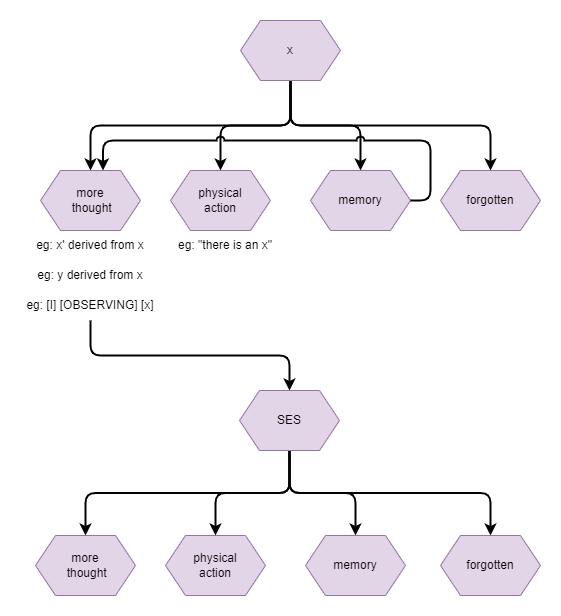 x
more
thought
physical
action
memory
forgotten
eg: x' derived from x
eg: "there is an x"
eg: y derived from x
eg: [I] [OBSERVING] [x]
SES
more
thought
physical
action
memory
forgotten